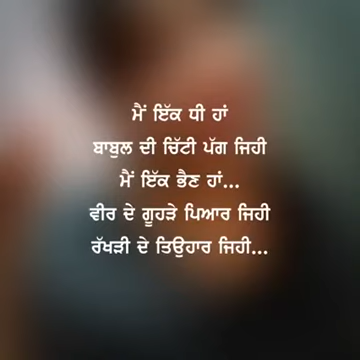 ਮੈਂ ਇੱਕ ਧੀ ਹਾਂ
ਬਾਬੁਲ ਦੀ ਚਿੱਟੀ ਪੱਗ ਜਿਹੀ
ਮੈਂ ਇੱਕ ਭੈਣ ਹਾਂ...
ਵੀਰ ਦੇ ਗੂਹੜੇ ਪਿਆਰ ਜਿਹੀ
ਰੱਖੜੀ ਦੇ ਤਿਉਹਾਰ ਜਿਹੀ...